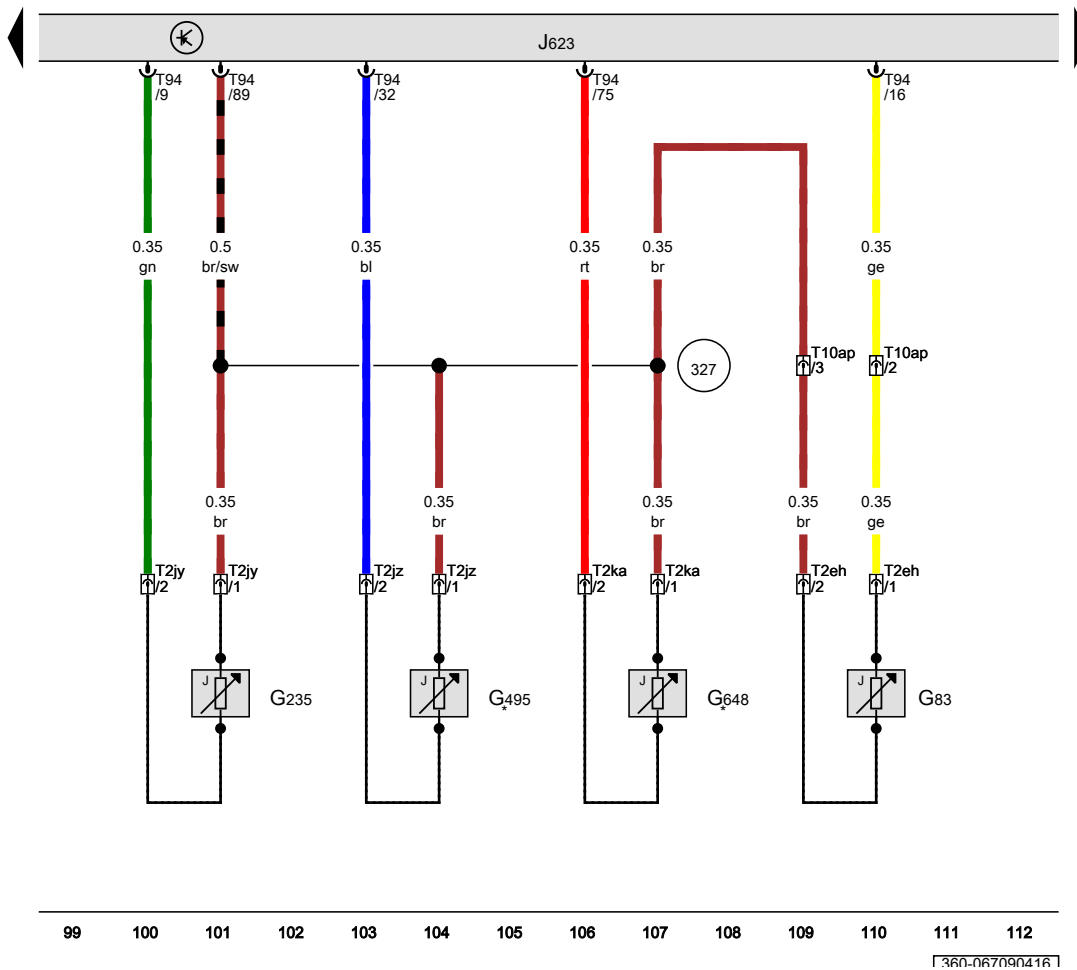 J623
T94 T94 T94 T94 T94
/9 /89 /32 /75 /16
0.35 0.5 0.35 0.35 0.35 0.35
gn br/sw bl rt br ge
T10ap T10ap
327 /3 /2
0.35 0.35 0.35 0.35 0.35
br br br br ge
T2jy T2jy T2jz T2jz T2ka T2ka T2eh T2eh
/2 /1 /2 /1 /2 /1 /2 /1
J J J J
G235 G495 G648 G83
* *
99 100 101 102 103 104 105 106 107 108 109 110 111 112
360-067090416